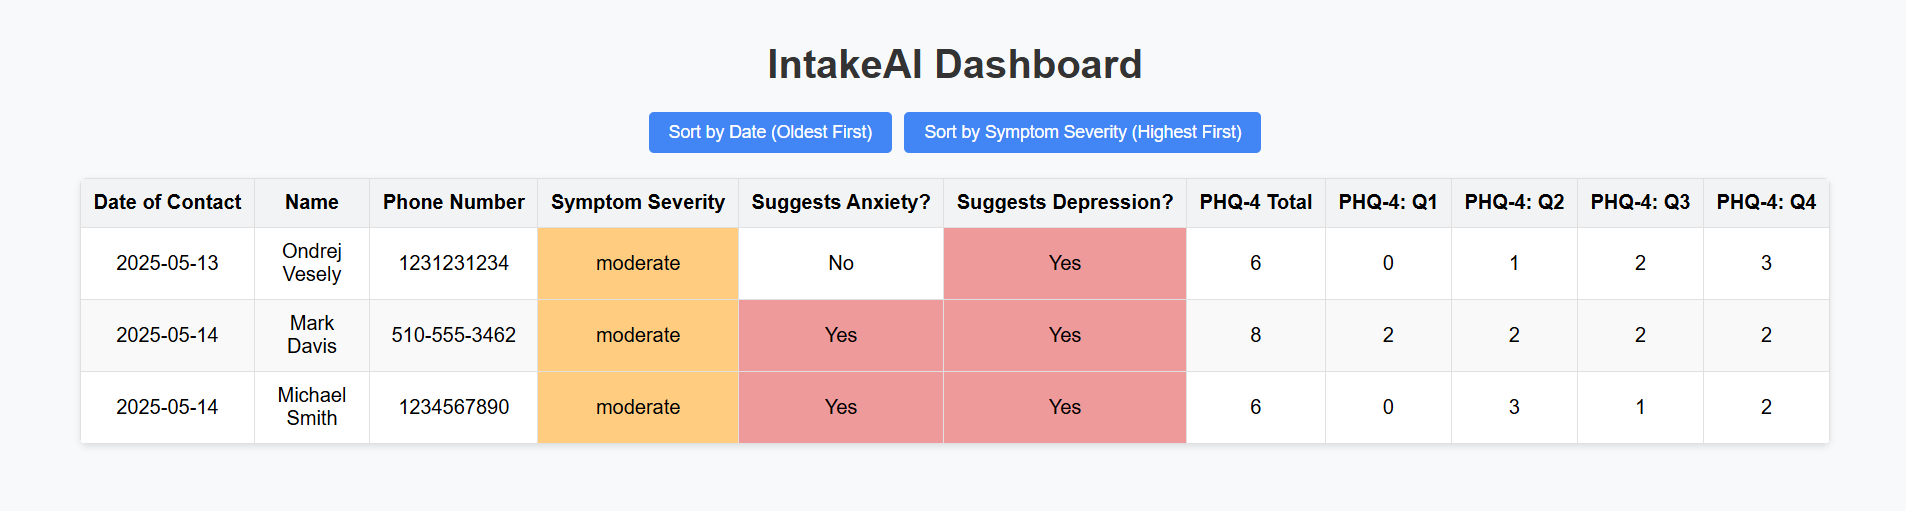 IntakeAI Dashboard
Sort by Date (Oldest First) Sort by Symptom Severity (Highest First)
Date of Contact Name Phone Number Symptom Severity Suggests Anxiety? Suggests Depression? PHQ-4 Total PHQ-4: Q1 PHQ-4: Q2 PHQ-4: Q3 PHQ-4: Q4
2025-05-13 Ondrej Vesely 1231231234 moderate No Yes 6 0 1 2 3
2025-05-14 Mark Davis 510-555-3462 moderate Yes Yes 8 2 2 2 2
2025-05-14 Michael Smith 1234567890 moderate Yes Yes 6 0 3 1 2